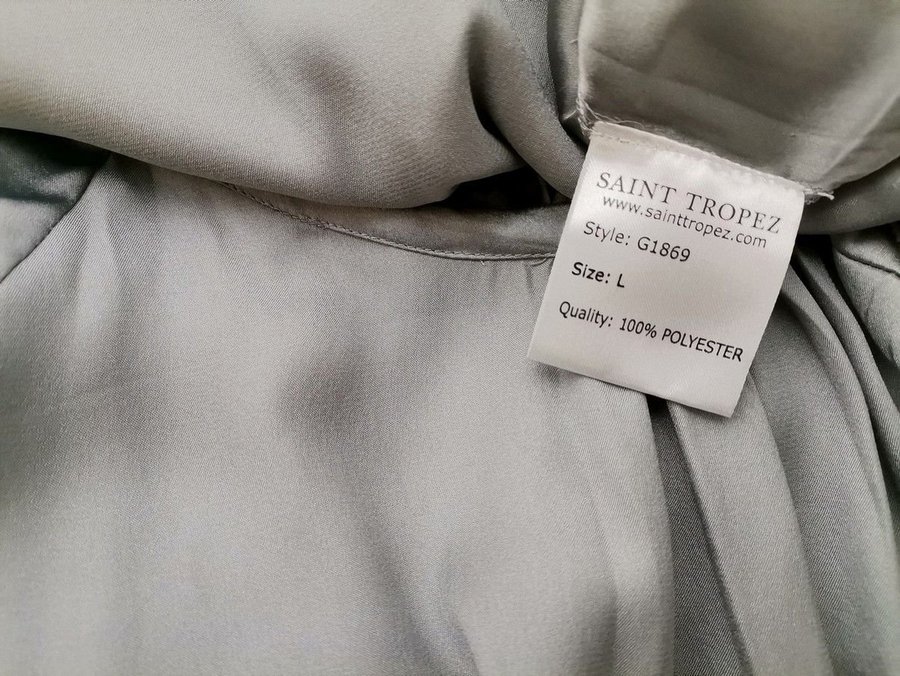 SAINT TROPEZ
www.sainttropez.com
Style: G1869
Size: L
Quality: 100% POLYESTER